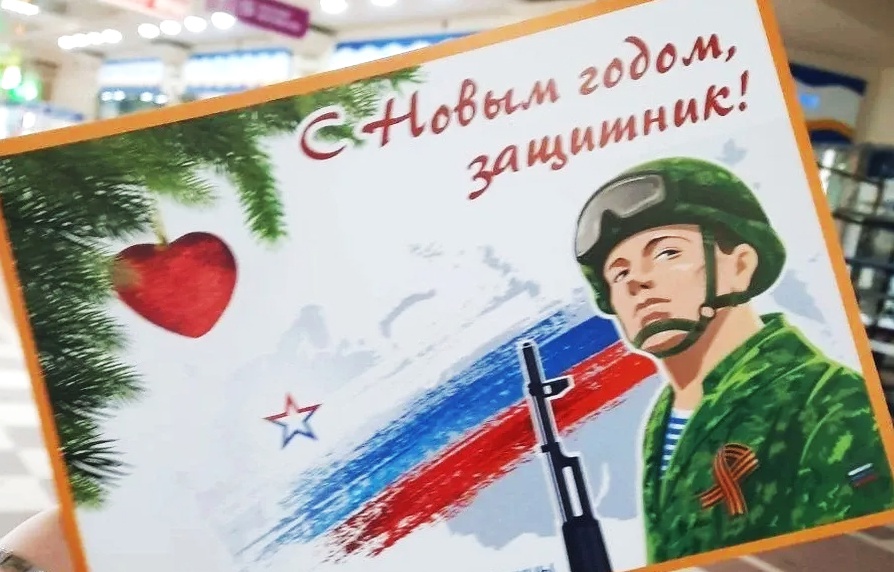 С Новым годом,
защитник!